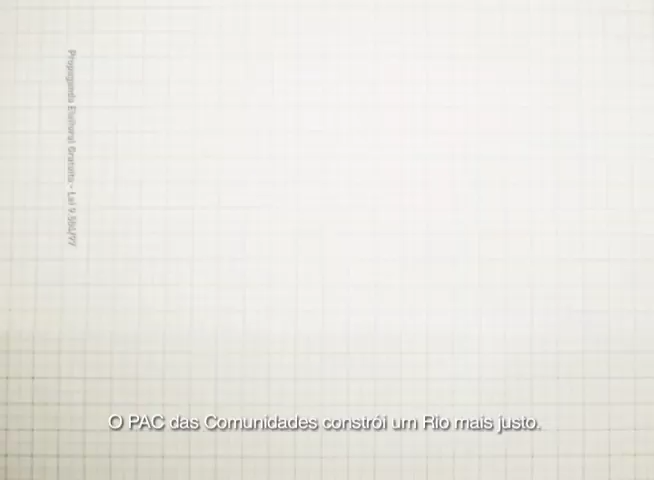 Propaganda Eleitoral Gratuita - Lei 9.504/97
O PAC das Comunidades constrói um Rio mais justo.